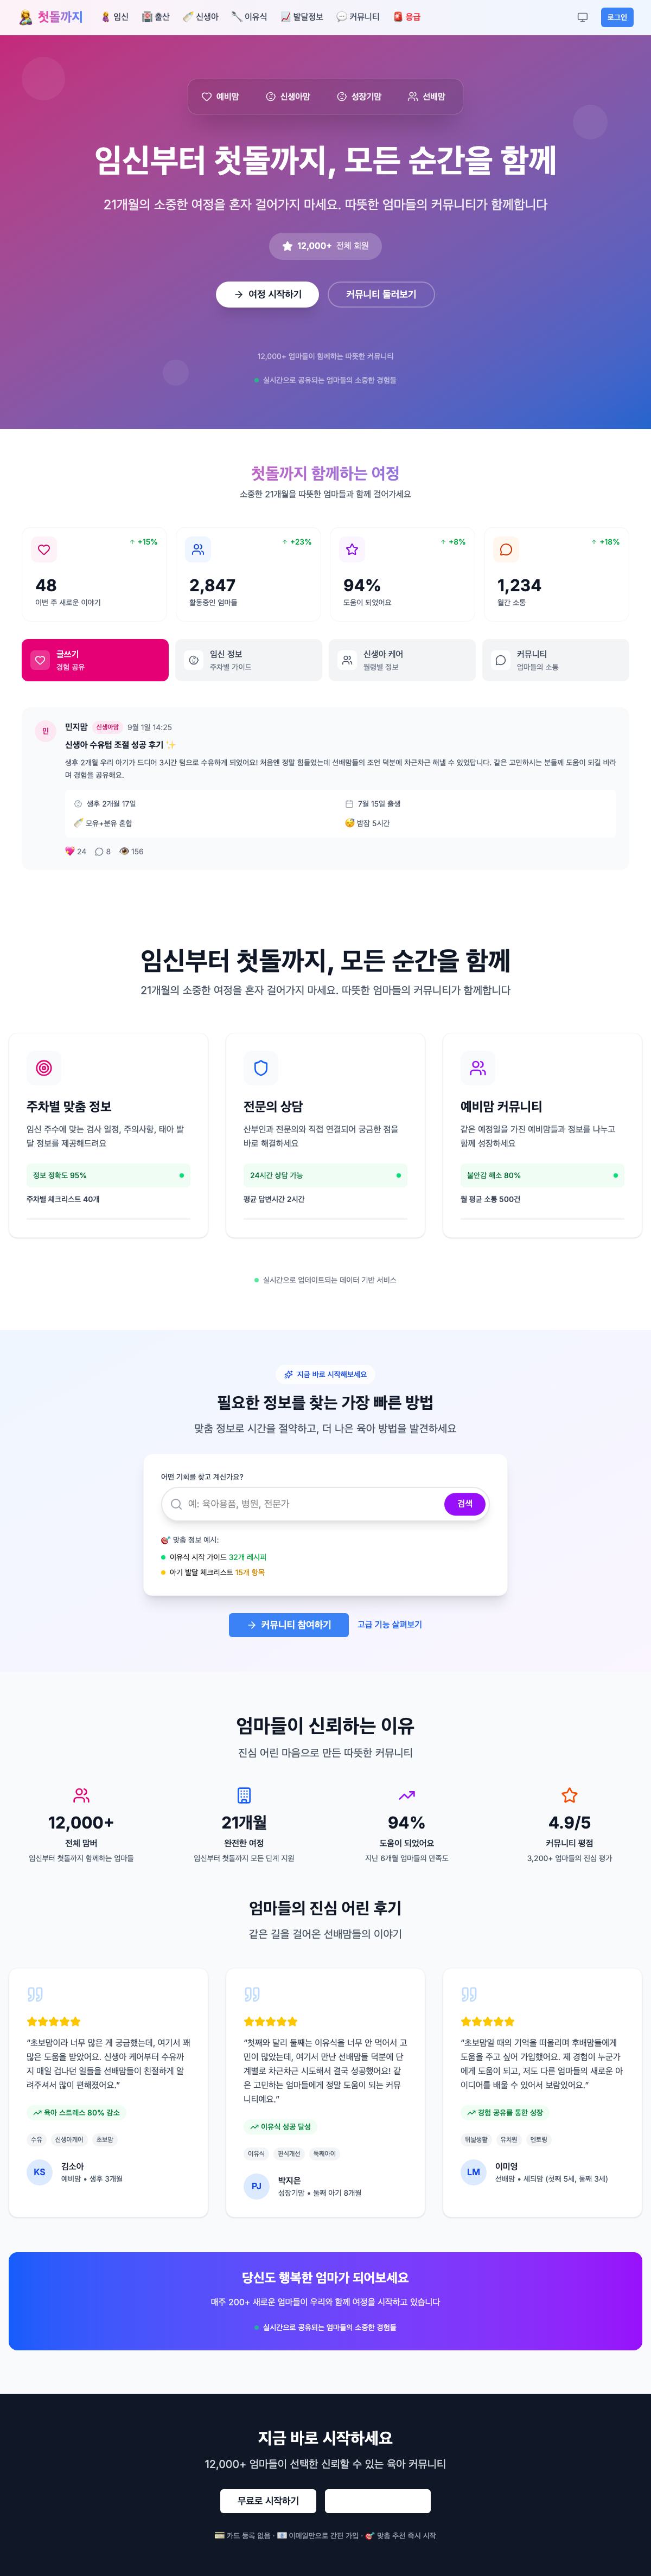 첫돌까지
임신
출산
신생아
이유식
발달정보
커뮤니티
응급
로그인
예비맘
신생아맘
성장기맘
선배맘
임신부터 첫돌까지, 모든 순간을 함께
21개월의 소중한 여정을 혼자 걸어가지 마세요. 따뜻한 엄마들의 커뮤니티가 함께합니다
12,000+ 전체 회원
여정 시작하기
커뮤니티 둘러보기
12,000+ 엄마들이 함께하는 따뜻한 커뮤니티
실시간으로 공유되는 엄마들의 소중한 경험들
첫돌까지 함께하는 여정
소중한 21개월을 따뜻한 엄마들과 함께 걸어가세요
+15%
48
이번 주 새로운 이야기
+23%
2,847
활동중인 엄마들
+8%
94%
도움이 되었어요
+18%
1,234
월간 소통
글쓰기
경험 공유
임신 정보
주차별 가이드
신생아 케어
월령별 정보
커뮤니티
엄마들의 소통
민
민지맘 신생아맘 9월 1일 14:25
신생아 수유텀 조절 성공 후기 ✨
생후 2개월 우리 아기가 드디어 3시간 텀으로 수유하게 되었어요! 처음엔 정말 힘들었는데 선배맘들의 조언 덕분에 차근차근 해낼 수 있었답니다. 같은 고민하시는 분들께 도움이 되길 바라
며 경험을 공유해요.
생후 2개월 17일
7월 15일 출생
🍼 모유+분유 혼합
😴 밤잠 5시간
💗 24 8 👁️ 156
임신부터 첫돌까지, 모든 순간을 함께
21개월의 소중한 여정을 혼자 걸어가지 마세요. 따뜻한 엄마들의 커뮤니티가 함께합니다
주차별 맞춤 정보
임신 주수에 맞는 검사 일정, 주의사항, 태아 발
달 정보를 제공해드려요
정보 정확도 95%
주차별 체크리스트 40개
전문의 상담
산부인과 전문의와 직접 연결되어 궁금한 점을
바로 해결하세요
24시간 상담 가능
평균 답변시간 2시간
예비맘 커뮤니티
같은 예정일을 가진 예비맘들과 정보를 나누고
함께 성장하세요
불안감 해소 80%
월 평균 소통 500건
실시간으로 업데이트되는 데이터 기반 서비스
지금 바로 시작해보세요
필요한 정보를 찾는 가장 빠른 방법
맞춤 정보로 시간을 절약하고, 더 나은 육아 방법을 발견하세요
어떤 기회를 찾고 계신가요?
예: 육아용품, 병원, 전문가
검색
🎯 맞춤 정보 예시:
이유식 시작 가이드 32개 레시피
아기 발달 체크리스트 15개 항목
커뮤니티 참여하기
고급 기능 살펴보기
엄마들이 신뢰하는 이유
진심 어린 마음으로 만든 따뜻한 커뮤니티
12,000+
전체 맘버
임신부터 첫돌까지 함께하는 엄마들
21개월
완전한 여정
임신부터 첫돌까지 모든 단계 지원
94%
도움이 되었어요
지난 6개월 엄마들의 만족도
4.9/5
커뮤니티 평점
3,200+ 엄마들의 진심 평가
엄마들의 진심 어린 후기
같은 길을 걸어온 선배맘들의 이야기
"초보맘이라 너무 많은 게 궁금했는데, 여기서 꽤
많은 도움을 받았어요. 신생아 케어부터 수유까
지 매일 겁나던 일들을 선배맘들이 친절하게 알
려주셔서 많이 편해졌어요."
육아 스트레스 80% 감소
수유 신생아케어 초보맘
KS
김소아
예비맘 • 생후 3개월
"첫째와 달리 둘째는 이유식을 너무 안 먹어서 고
민이 많았는데, 여기서 만난 선배맘들 덕분에 단
계별로 차근차근 시도해서 결국 성공했어요! 같
은 고민하는 엄마들에게 정말 도움이 되는 커뮤
니티예요."
이유식 성공 달성
이유식 편식개선 둘째아이
PJ
박지은
성장기맘 • 둘째 아기 8개월
"초보맘일 때의 기억을 떠올리며 후배맘들에게
도움을 주고 싶어 가입했어요. 제 경험이 누군가
에게 도움이 되고, 저도 다른 엄마들의 새로운 아
이디어를 배울 수 있어서 보람있어요."
경험 공유를 통한 성장
워킹맘 유치원 멘토링
LM
이미영
선배맘 • 세딕맘 (첫째 5세, 둘째 3세)
당신도 행복한 엄마가 되어보세요
매주 200+ 새로운 엄마들이 우리와 함께 여정을 시작하고 있습니다
실시간으로 공유되는 엄마들의 소중한 경험들
지금 바로 시작하세요
12,000+ 엄마들이 선택한 신뢰할 수 있는 육아 커뮤니티
무료로 시작하기
💳 카드 등록 없음 · 📧 이메일만으로 간편 가입 · 🎯 맞춤 추천 즉시 시작